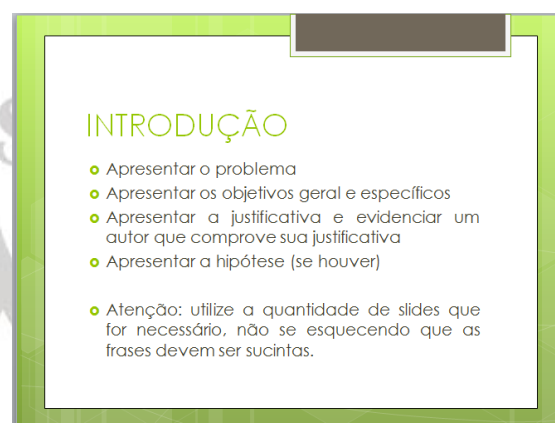 INTRODUÇÃO
Apresentar o problema
Apresentar os objetivos geral e específicos
Apresentar a justificativa e evidenciar um
autor que comprove sua justificativa
Apresentar a hipótese (se houver)
Atenção: utilize a quantidade de slides que
for necessário, não se esquecendo que as
frases devem ser sucintas.